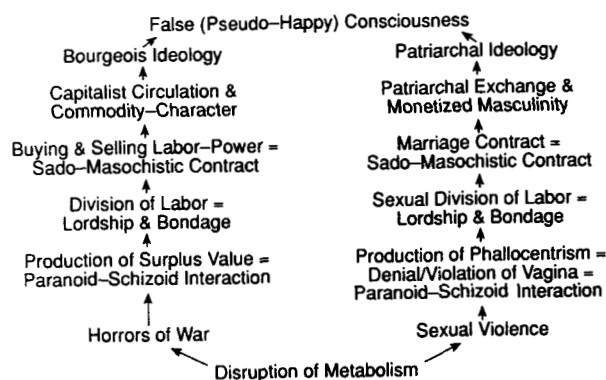 False (Pseudo–Happy) Consciousness
Bourgeois Ideology
Capitalist Circulation &
Commodity–Character
Buying & Selling Labor–Power =
Sado–Masochistic Contract
Division of Labor =
Lordship & Bondage
Production of Surplus Value =
Paranoid–Schizoid Interaction
Horrors of War
Patriarchal Ideology
Patriarchal Exchange &
Monetized Masculinity
Marriage Contract =
Sado–Masochistic Contract
Sexual Division of Labor =
Lordship & Bondage
Production of Phallocentrism =
Denial/Violation of Vagina =
Paranoid–Schizoid Interaction
Sexual Violence
Disruption of Metabolism